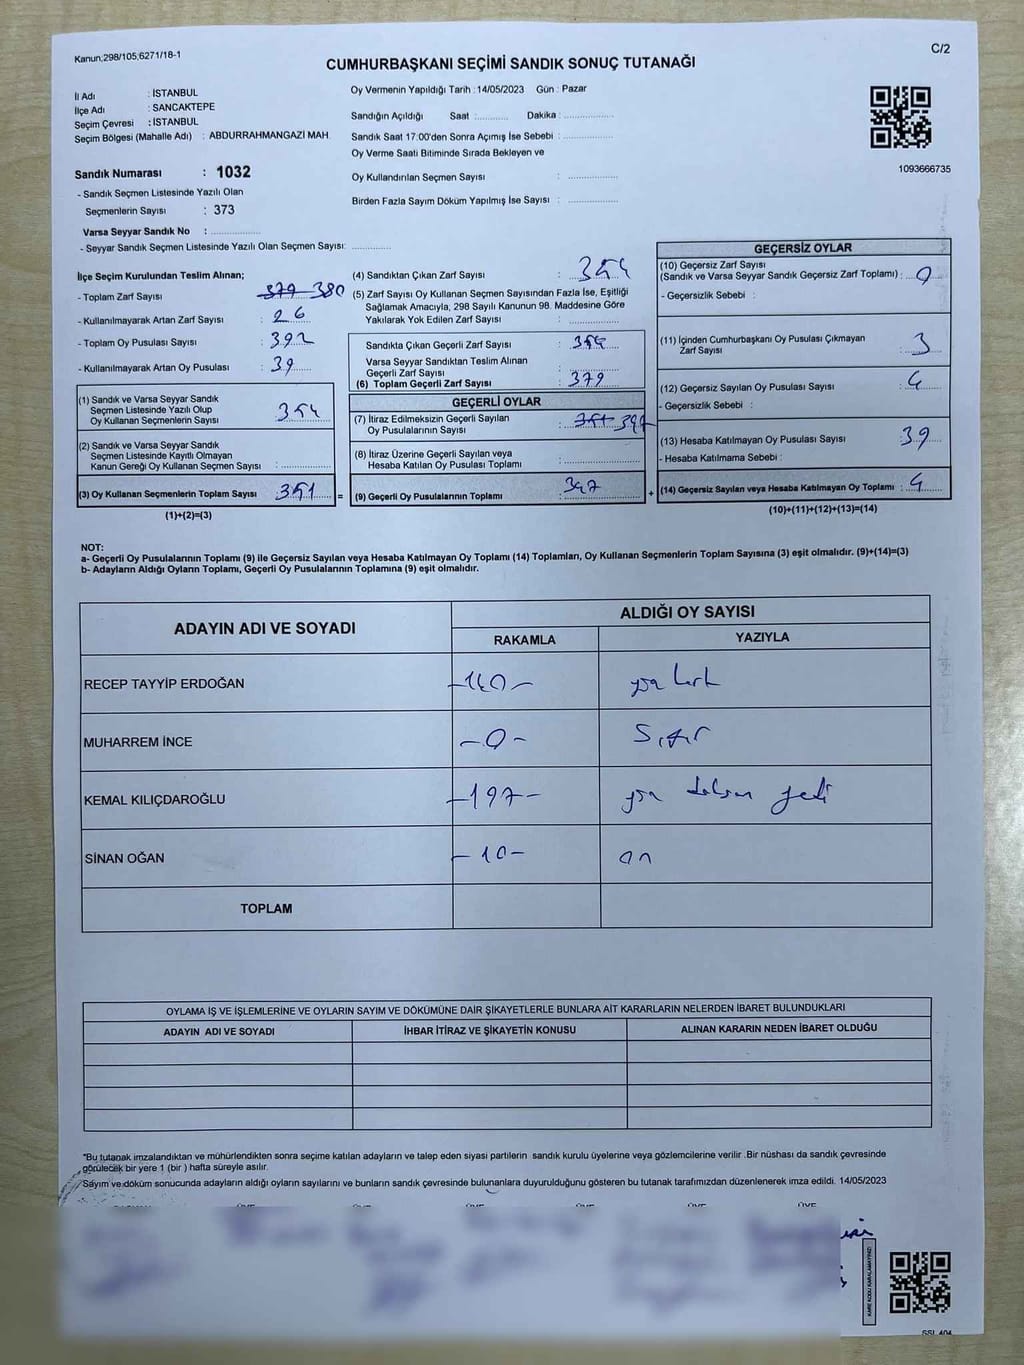 Kanun;298/105;6271/18-1
C/2
CUMHURBAŞKANI SEÇİMİ SANDIK SONUÇ TUTANAĞI
İl Adı : İSTANBUL
İlçe Adı : SANCAKTEPE
Seçim Çevresi : İSTANBUL
Seçim Bölgesi (Mahalle Adı) : ABDURRAHMANGAZİ MAH.
Sandık Numarası : 1032
- Sandık Seçmen Listesinde Yazılı Olan
Seçmenlerin Sayısı : 373
Varsa Seyyar Sandık No : ..............
- Seyyar Sandık Seçmen Listesinde Yazılı Olan Seçmen Sayısı: ............
Oy Vermenin Yapıldığı Tarih : 14/05/2023 Gün : Pazar
Sandığın Açıldığı Saat :........... Dakika : ................
Sandık Saat 17:00'den Sonra Açımış İse Sebebi : ................
Oy Verme Saati Bitiminde Sırada Bekleyen ve
Oy Kullandırılan Seçmen Sayısı : ................
Birden Fazla Sayım Döküm Yapılmış İse Sayısı : ................
1093666735
İlçe Seçim Kurulundan Teslim Alınan;
- Toplam Zarf Sayısı : 379 380
- Kullanılmayarak Artan Zarf Sayısı : 26
- Toplam Oy Pusulası Sayısı : 392
- Kullanılmayarak Artan Oy Pusulası : 39
(1) Sandık ve Varsa Seyyar Sandık
Seçmen Listesinde Yazılı Olup
Oy Kullanan Seçmenlerin Sayısı : 354
(2) Sandık ve Varsa Seyyar Sandık
Seçmen Listesinde Kayıtlı Olmayan
Kanun Gereği Oy Kullanan Seçmen Sayısı : ..............
(3) Oy Kullanan Seçmenlerin Toplam Sayısı : 351 =
(1)+(2)=(3)
(4) Sandıktan Çıkan Zarf Sayısı : 354
(5) Zarf Sayısı Oy Kullanan Seçmen Sayısından Fazla İse, Eşitliği
Sağlamak Amacıyla, 298 Sayılı Kanunun 98. Maddesine Göre
Yakılarak Yok Edilen Zarf Sayısı : ................
Sandıkta Çıkan Geçerli Zarf Sayısı : 354
Varsa Seyyar Sandıktan Teslim Alınan
Geçerli Zarf Sayısı : ................
(6) Toplam Geçerli Zarf Sayısı : 379
GEÇERLİ OYLAR
(7) İtiraz Edilmeksizin Geçerli Sayılan
Oy Pusulalarının Sayısı : 351 347
(8) İtiraz Üzerine Geçerli Sayılan veya
Hesaba Katılan Oy Pusulası Toplamı : ................
(9) Geçerli Oy Pusulalarının Toplamı : 347 +
GEÇERSİZ OYLAR
(10) Geçersiz Zarf Sayısı
(Sandık ve Varsa Seyyar Sandık Geçersiz Zarf Toplamı) : 0
- Geçersizlik Sebebi :
(11) İçinden Cumhurbaşkanı Oy Pusulası Çıkmayan
Zarf Sayısı : 3
(12) Geçersiz Sayılan Oy Pusulası Sayısı : 4
- Geçersizlik Sebebi :
(13) Hesaba Katılmayan Oy Pusulası Sayısı : 39
- Hesaba Katılmama Sebebi :
(14) Geçersiz Sayılan veya Hesaba Katılmayan Oy Toplamı : 4
(10)+(11)+(12)+(13)=(14)
NOT:
a- Geçerli Oy Pusulalarının Toplamı (9) ile Geçersiz Sayılan veya Hesaba Katılmayan Oy Toplamı (14) Toplamları, Oy Kullanan Seçmenlerin Toplam Sayısına (3) eşit olmalıdır. (9)+(14)=(3)
b- Adayların Aldığı Oyların Toplamı, Geçerli Oy Pusulalarının Toplamına (9) eşit olmalıdır.
ADAYIN ADI VE SOYADI ALDIĞI OY SAYISI
RAKAMLA YAZIYLA
RECEP TAYYİP ERDOĞAN -140- yüz kırk
MUHARREM İNCE -0- Sıfır
KEMAL KILIÇDAROĞLU -197- yüz doksan yedi
SİNAN OĞAN -10- on
TOPLAM
OYLAMA İŞ VE İŞLEMLERİNE VE OYLARIN SAYIM VE DÖKÜMÜNE DAİR ŞİKAYETLERLE BUNLARA AİT KARARLARIN NELERDEN İBARET BULUNDUKLARI
ADAYIN ADI VE SOYADI İHBAR İTİRAZ VE ŞİKAYETİN KONUSU ALINAN KARARIN NEDEN İBARET OLDUĞU
*Bu tutanak imzalandıktan ve mühürlendikten sonra seçime katılan adayların ve talep eden siyasi partilerin sandık kurulu üyelerine veya gözlemcilerine verilir .Bir nüshası da sandık çevresinde
görülecek bir yere 1 (bir ) hafta süreyle asılır.
*Sayım ve döküm sonucunda adayların aldığı oyların sayılarını ve bunların sandık çevresinde bulunanlara duyurulduğunu gösteren bu tutanak tarafımızdan düzenlenerek imza edildi. 14/05/2023
KARE KODU KARALAMAYINIZ!